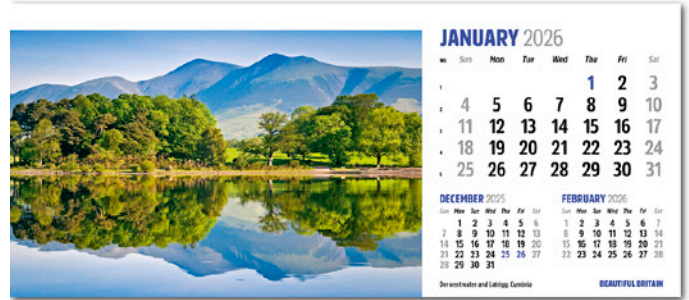 JANUARY 2026
Wk Sun Mon Tue Wed Thu Fri Sat
1 1 2 3
2 4 5 6 7 8 9 10
3 11 12 13 14 15 16 17
4 18 19 20 21 22 23 24
5 25 26 27 28 29 30 31
DECEMBER 2025
Sun Mon Tue Wed Thu Fri Sat
1 2 3 4 5 6
7 8 9 10 11 12 13
14 15 16 17 18 19 20
21 22 23 24 25 26 27
28 29 30 31
FEBRUARY 2026
Sun Mon Tue Wed Thu Fri Sat
1 2 3 4 5 6 7
8 9 10 11 12 13 14
15 16 17 18 19 20 21
22 23 24 25 26 27 28
Derwentwater and Latrigg, Cumbria
BEAUTIFUL BRITAIN